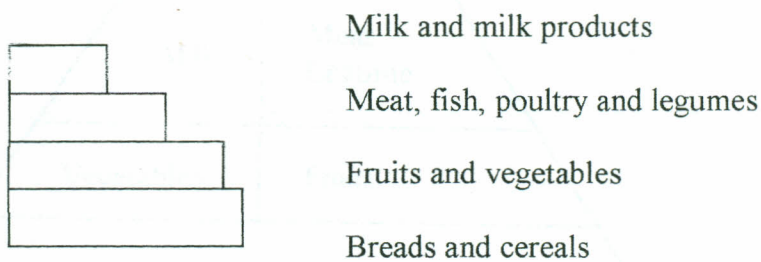 Milk and milk products
Meat, fish, poultry and legumes
Fruits and vegetables
Breads and cereals